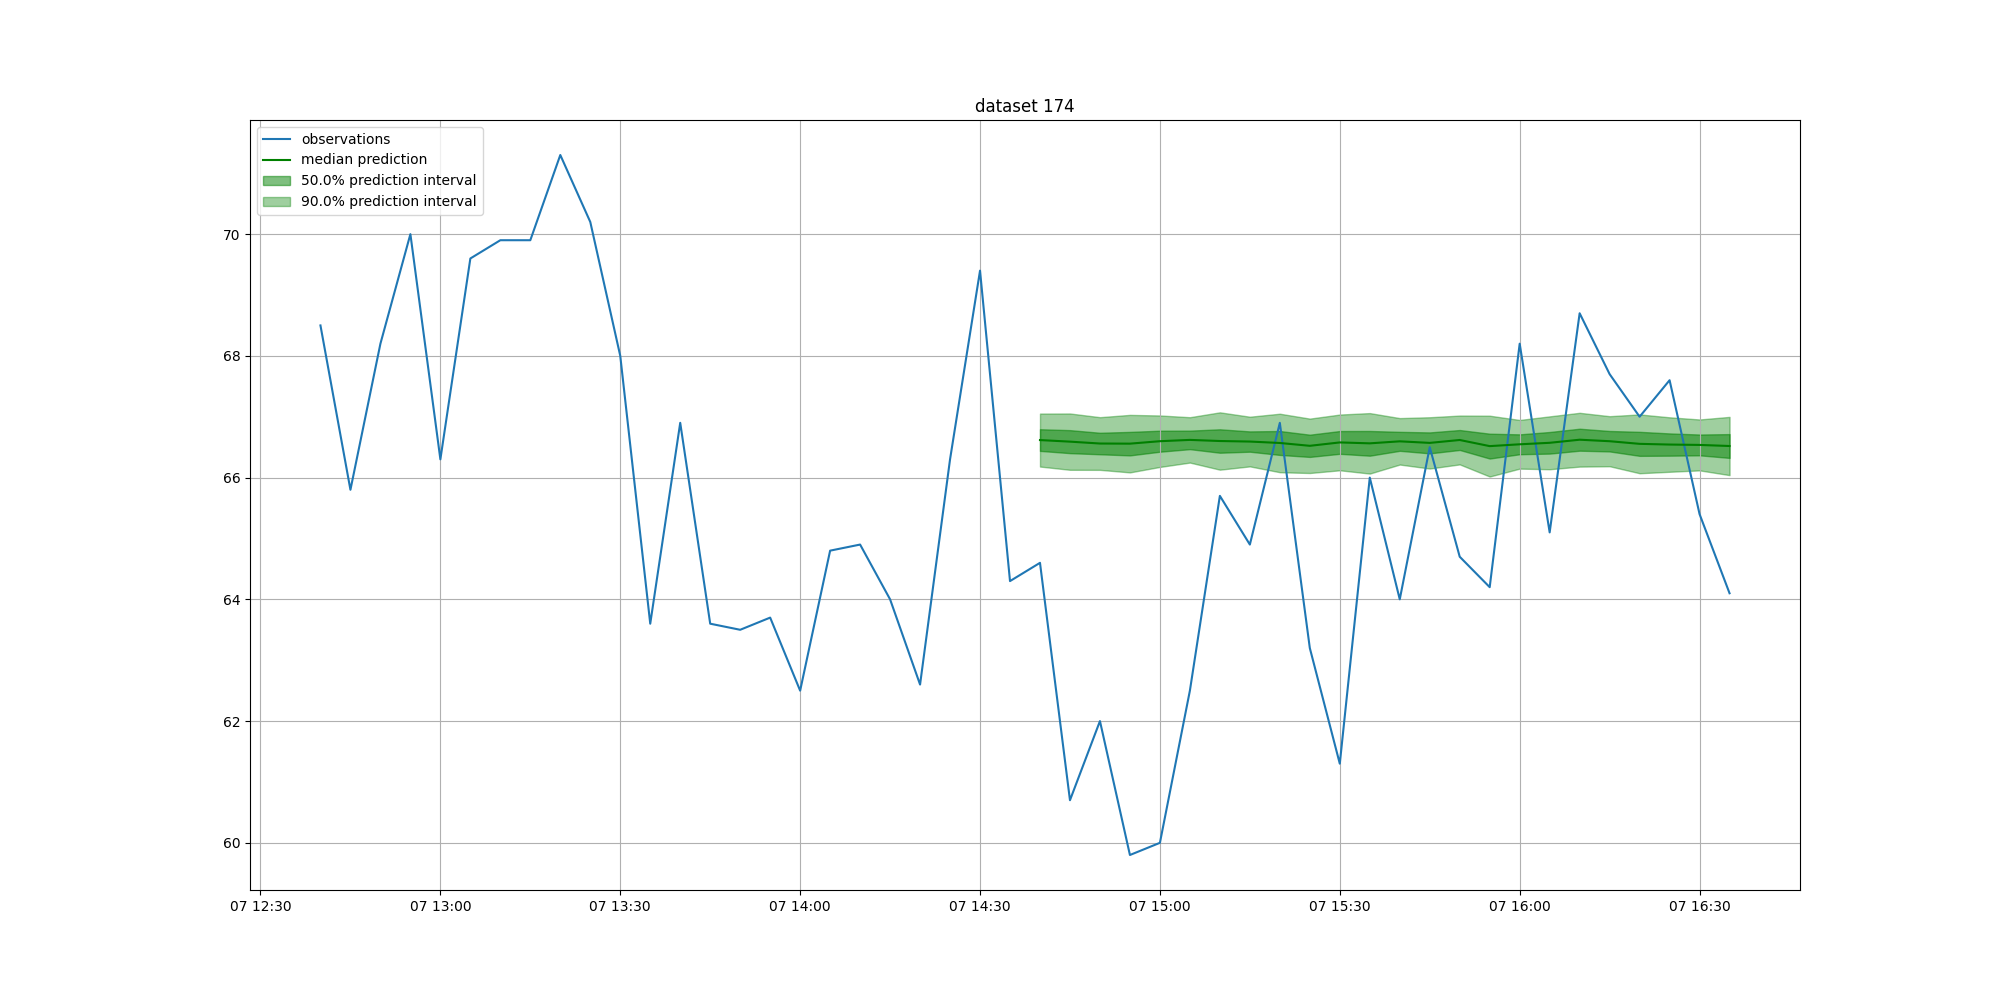 dataset 174
observations
median prediction
50.0% prediction interval
90.0% prediction interval
70
68
66
64
62
60
07 12:30 07 13:00 07 13:30 07 14:00 07 14:30 07 15:00 07 15:30 07 16:00 07 16:30